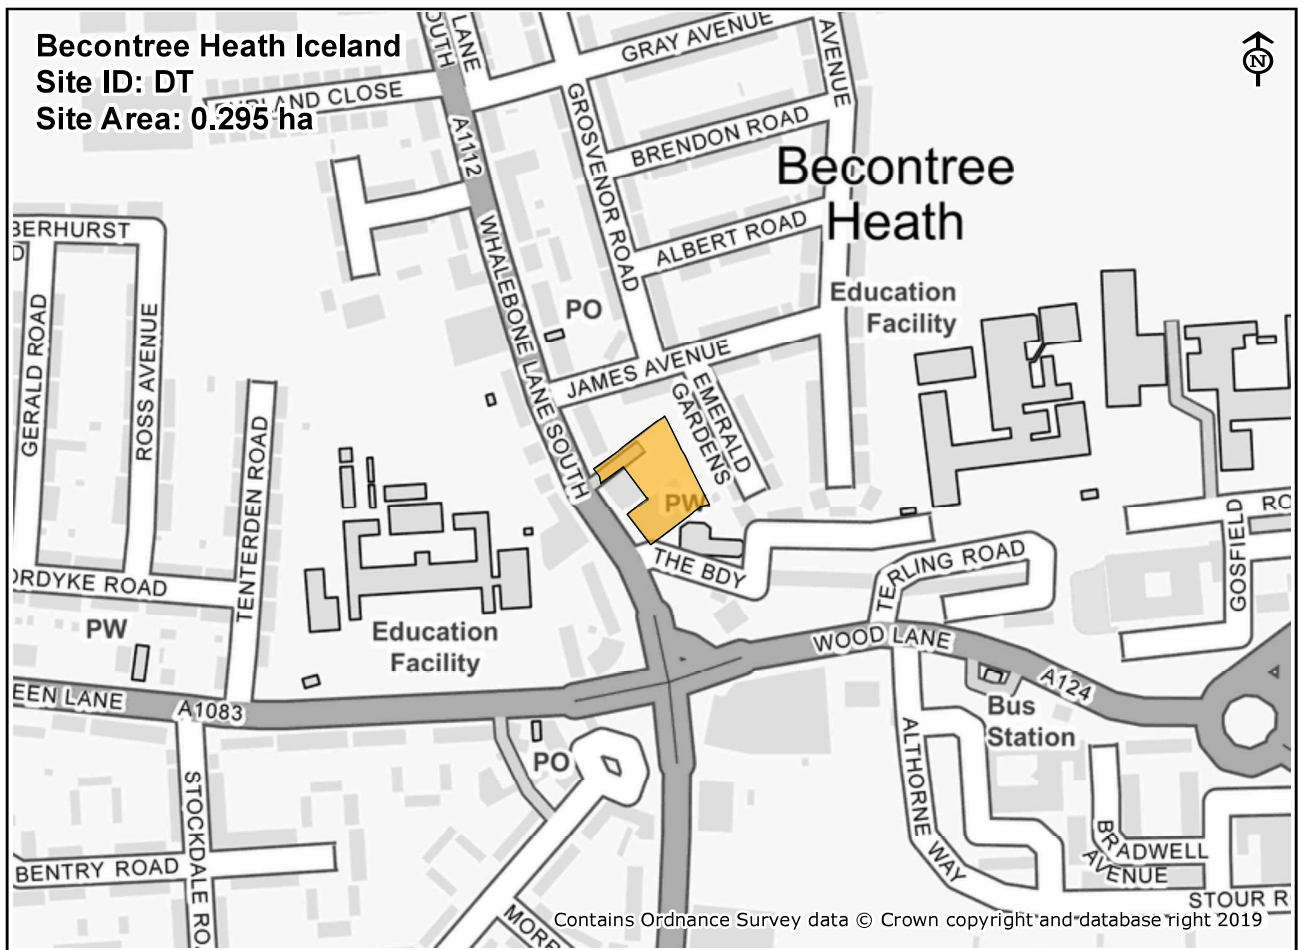 Becontree Heath Iceland
Site ID: DT
Site Area: 0.295 ha
N
LANE
GRAY AVENUE
AVENUE
CLOSE
A1112
GROSVENOR ROAD
BRENDON ROAD
Becontree
Heath
ALBERT ROAD
WHALEBONE LANE SOUTH
BERHURST
GERALD ROAD
ROSS AVENUE
PO
Education
Facility
JAMES AVENUE
EMERALD
GARDENS
TENTERDEN ROAD
PW
THE BDY
TERLING ROAD
GOSFIELD
RO
ORDYKE ROAD
PW
Education
Facility
WOOD LANE
A124
EEN LANE
A1083
Bus
Station
PO
ALTHORNE WAY
STOCKDALE RO
BENTRY ROAD
BRADWELL
AVENUE
STOUR R
MORE
Contains Ordnance Survey data © Crown copyright and database right 2019